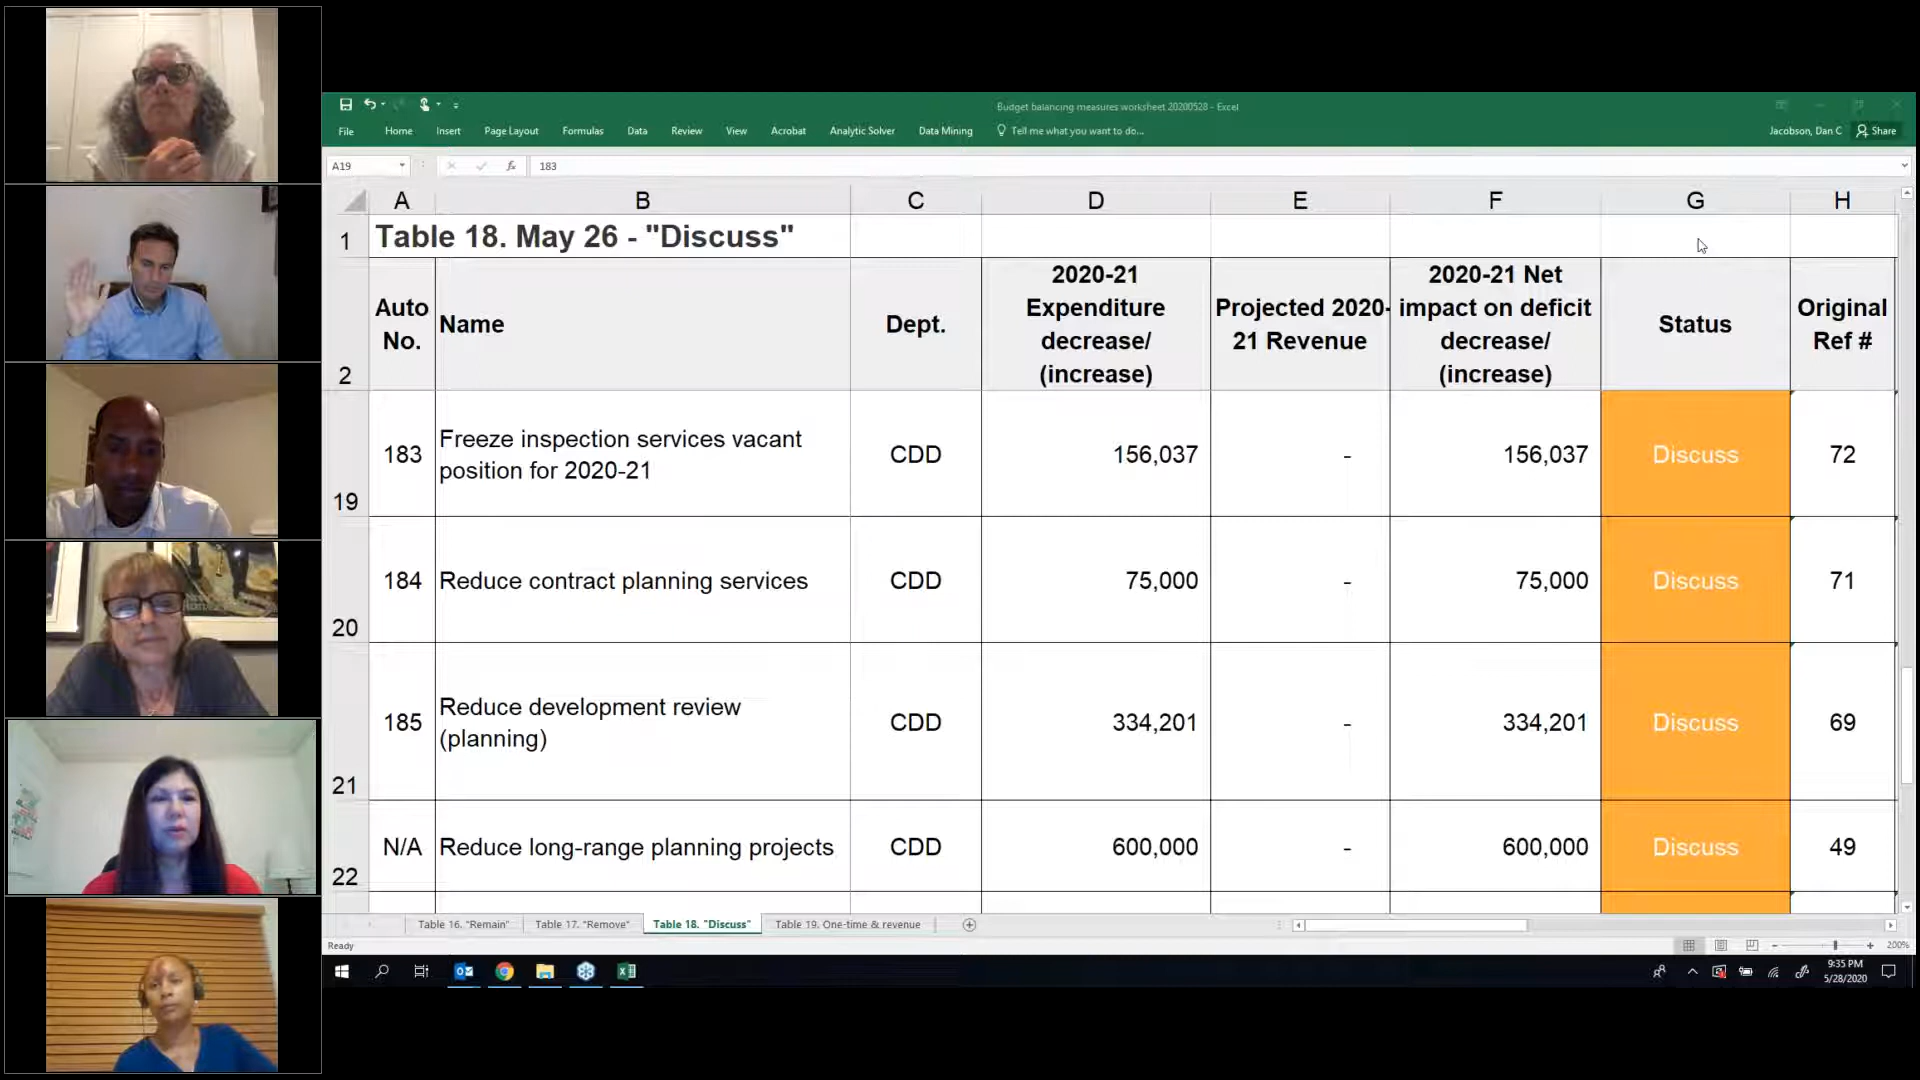 Budget balancing measures worksheet 20200528 - Excel
File Home Insert Page Layout Formulas Data Review View Acrobat Analytic Solver Data Mining Tell me what you want to do... Jacobson, Dan C Share
A19 fx 183
A B C D E F G H
1 Table 18. May 26 - "Discuss"
2020-21 2020-21 Net
Auto Expenditure Projected 2020- impact on deficit Original
Name Dept. Status
No. decrease/ 21 Revenue decrease/ Ref #
2 (increase) (increase)
Freeze inspection services vacant
183 CDD 156,037 - 156,037 Discuss 72
position for 2020-21
19
184 Reduce contract planning services CDD 75,000 - 75,000 Discuss 71
20
Reduce development review
185 CDD 334,201 - 334,201 Discuss 69
(planning)
21
N/A Reduce long-range planning projects CDD 600,000 - 600,000 Discuss 49
22
Table 16. "Remain" Table 17. "Remove" Table 18. "Discuss" Table 19. One-time & revenue
Ready 200%
9:35 PM
5/28/2020